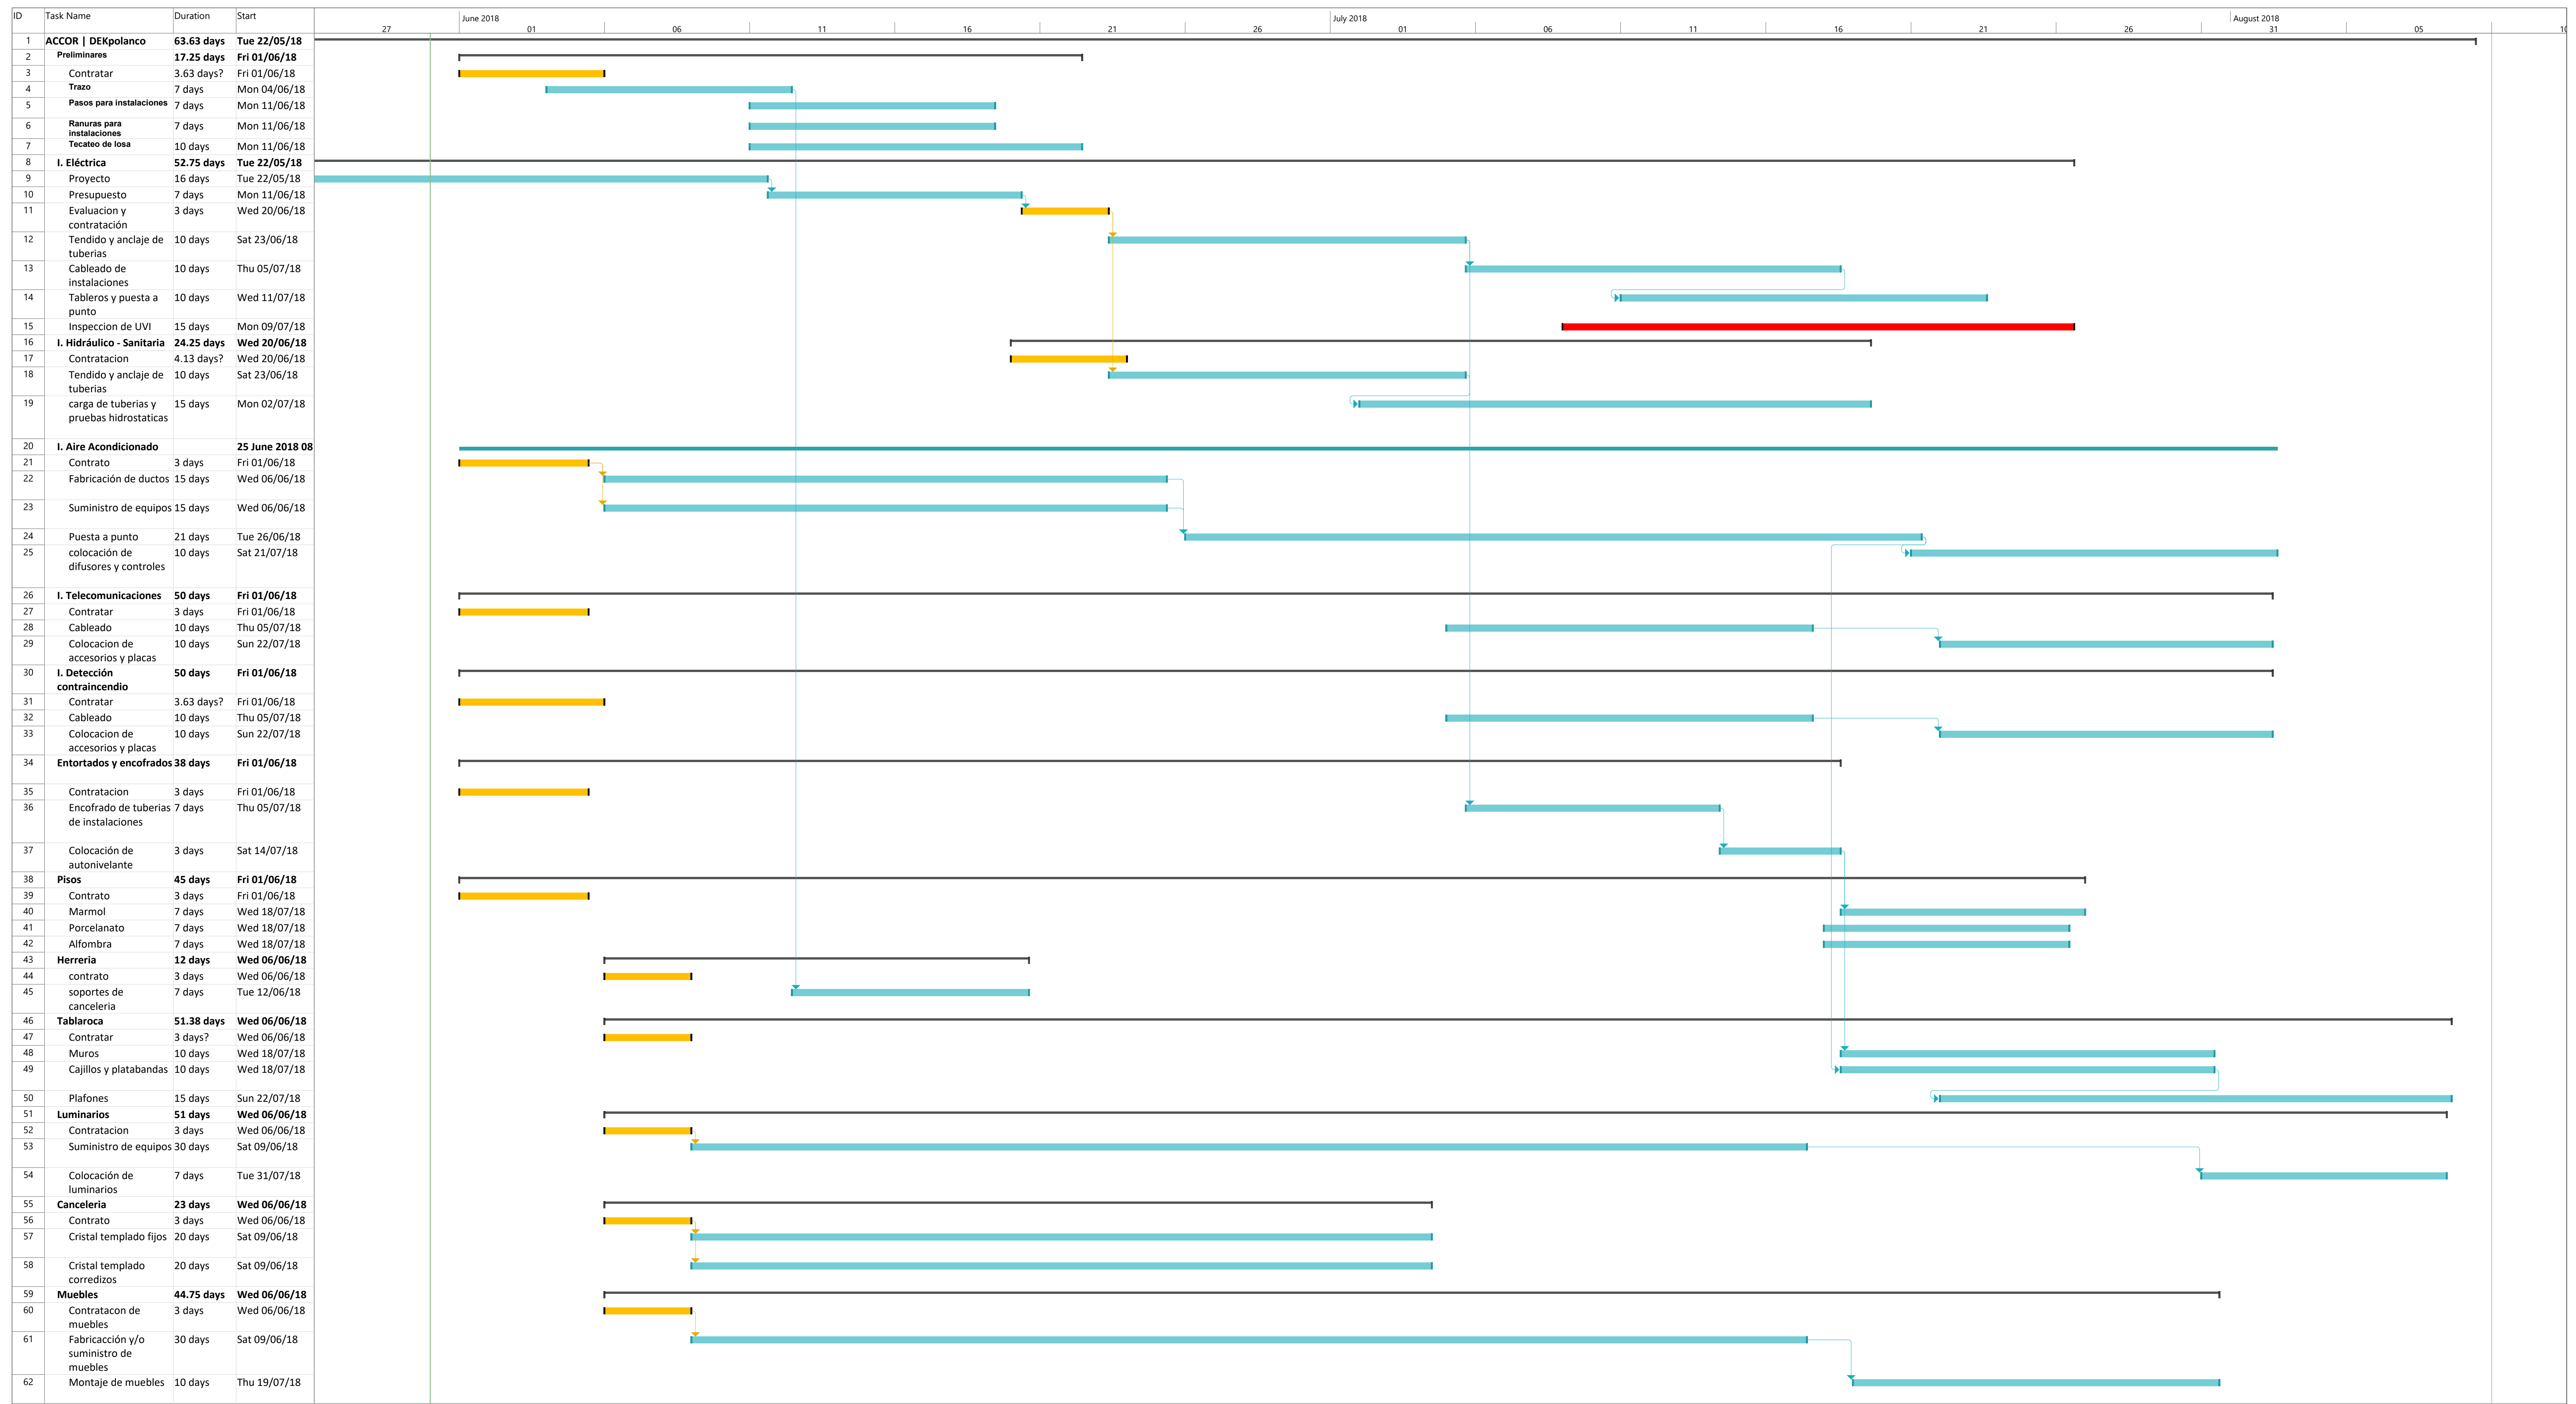 ID Task Name Duration Start June 2018 July 2018 August 2018
27 01 06 11 16 21 26 01 06 11 16 21 26 31 05 10
1 ACCOR | DEKpolanco 63.63 days Tue 22/05/18
2 Preliminares 17.25 days Fri 01/06/18
3 Contratar 3.63 days? Fri 01/06/18
4 Trazo 7 days Mon 04/06/18
5 Pasos para instalaciones 7 days Mon 11/06/18
6 Ranuras para 7 days Mon 11/06/18
instalaciones
7 Tecateo de losa 10 days Mon 11/06/18
8 I. Eléctrica 52.75 days Tue 22/05/18
9 Proyecto 16 days Tue 22/05/18
10 Presupuesto 7 days Mon 11/06/18
11 Evaluacion y 3 days Wed 20/06/18
contratación
12 Tendido y anclaje de 10 days Sat 23/06/18
tuberias
13 Cableado de 10 days Thu 05/07/18
instalaciones
14 Tableros y puesta a 10 days Wed 11/07/18
punto
15 Inspeccion de UVI 15 days Mon 09/07/18
16 I. Hidráulico - Sanitaria 24.25 days Wed 20/06/18
17 Contratacion 4.13 days? Wed 20/06/18
18 Tendido y anclaje de 10 days Sat 23/06/18
tuberias
19 carga de tuberias y 15 days Mon 02/07/18
pruebas hidrostaticas
20 I. Aire Acondicionado 25 June 2018 08
21 Contrato 3 days Fri 01/06/18
22 Fabricación de ductos 15 days Wed 06/06/18
23 Suministro de equipos 15 days Wed 06/06/18
24 Puesta a punto 21 days Tue 26/06/18
25 colocación de 10 days Sat 21/07/18
difusores y controles
26 I. Telecomunicaciones 50 days Fri 01/06/18
27 Contratar 3 days Fri 01/06/18
28 Cableado 10 days Thu 05/07/18
29 Colocacion de 10 days Sun 22/07/18
accesorios y placas
30 I. Detección 50 days Fri 01/06/18
contraincendio
31 Contratar 3.63 days? Fri 01/06/18
32 Cableado 10 days Thu 05/07/18
33 Colocacion de 10 days Sun 22/07/18
accesorios y placas
34 Entortados y encofrados 38 days Fri 01/06/18
35 Contratacion 3 days Fri 01/06/18
36 Encofrado de tuberias 7 days Thu 05/07/18
de instalaciones
37 Colocación de 3 days Sat 14/07/18
autonivelante
38 Pisos 45 days Fri 01/06/18
39 Contrato 3 days Fri 01/06/18
40 Marmol 7 days Wed 18/07/18
41 Porcelanato 7 days Wed 18/07/18
42 Alfombra 7 days Wed 18/07/18
43 Herreria 12 days Wed 06/06/18
44 contrato 3 days Wed 06/06/18
45 soportes de 7 days Tue 12/06/18
canceleria
46 Tablaroca 51.38 days Wed 06/06/18
47 Contratar 3 days? Wed 06/06/18
48 Muros 10 days Wed 18/07/18
49 Cajillos y platabandas 10 days Wed 18/07/18
50 Plafones 15 days Sun 22/07/18
51 Luminarios 51 days Wed 06/06/18
52 Contratacion 3 days Wed 06/06/18
53 Suministro de equipos 30 days Sat 09/06/18
54 Colocación de 7 days Tue 31/07/18
luminarios
55 Canceleria 23 days Wed 06/06/18
56 Contrato 3 days Wed 06/06/18
57 Cristal templado fijos 20 days Sat 09/06/18
58 Cristal templado 20 days Sat 09/06/18
corredizos
59 Muebles 44.75 days Wed 06/06/18
60 Contratacon de 3 days Wed 06/06/18
muebles
61 Fabricacción y/o 30 days Sat 09/06/18
suministro de
muebles
62 Montaje de muebles 10 days Thu 19/07/18